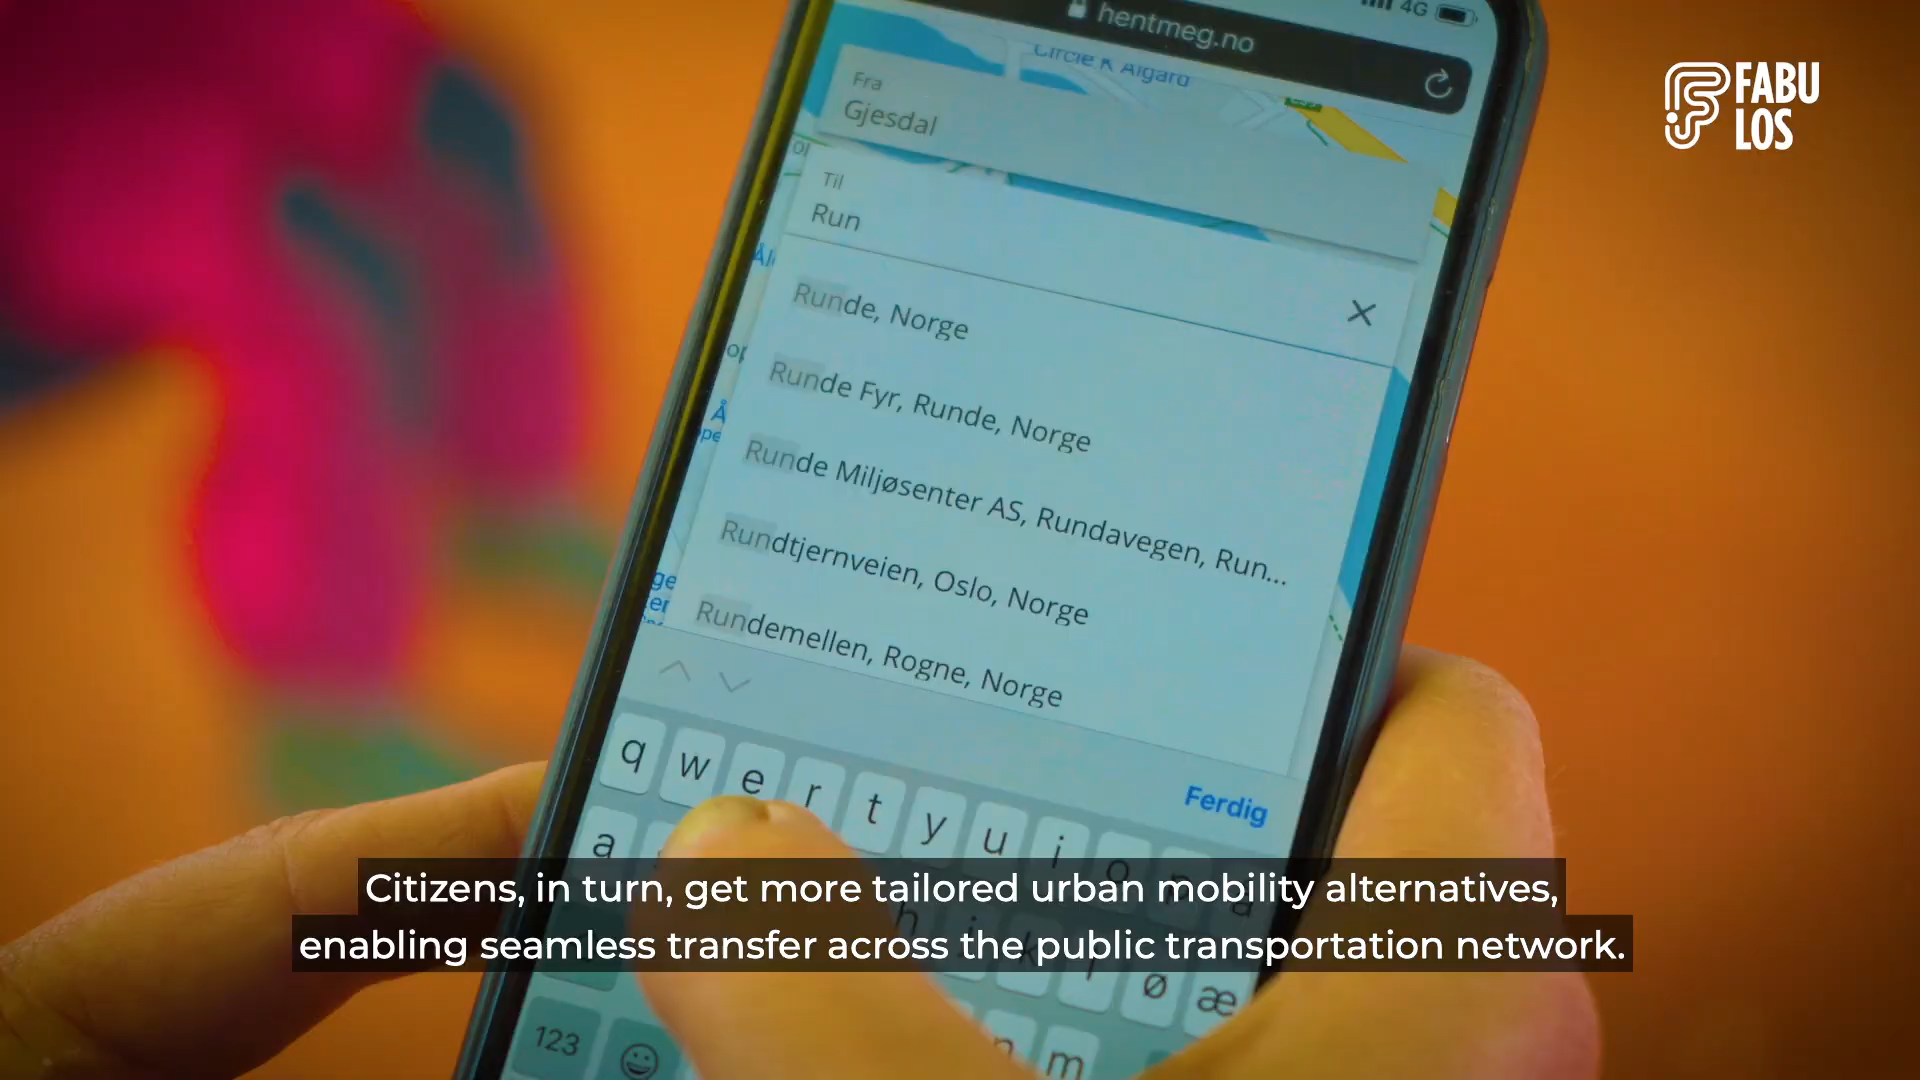 4G
hentmeg.no
FABU
LOS
Circle K Ålgård
Fra
Gjesdal
Til
Run
Runde, Norge
Runde Fyr, Runde, Norge
Runde Miljøsenter AS, Rundavegen, Run...
Rundtjernveien, Oslo, Norge
Rundemellen, Rogne, Norge
Ferdig
q w e r t y u i o p å
a h j k l ø æ
n m
123
Citizens, in turn, get more tailored urban mobility alternatives,
enabling seamless transfer across the public transportation network.